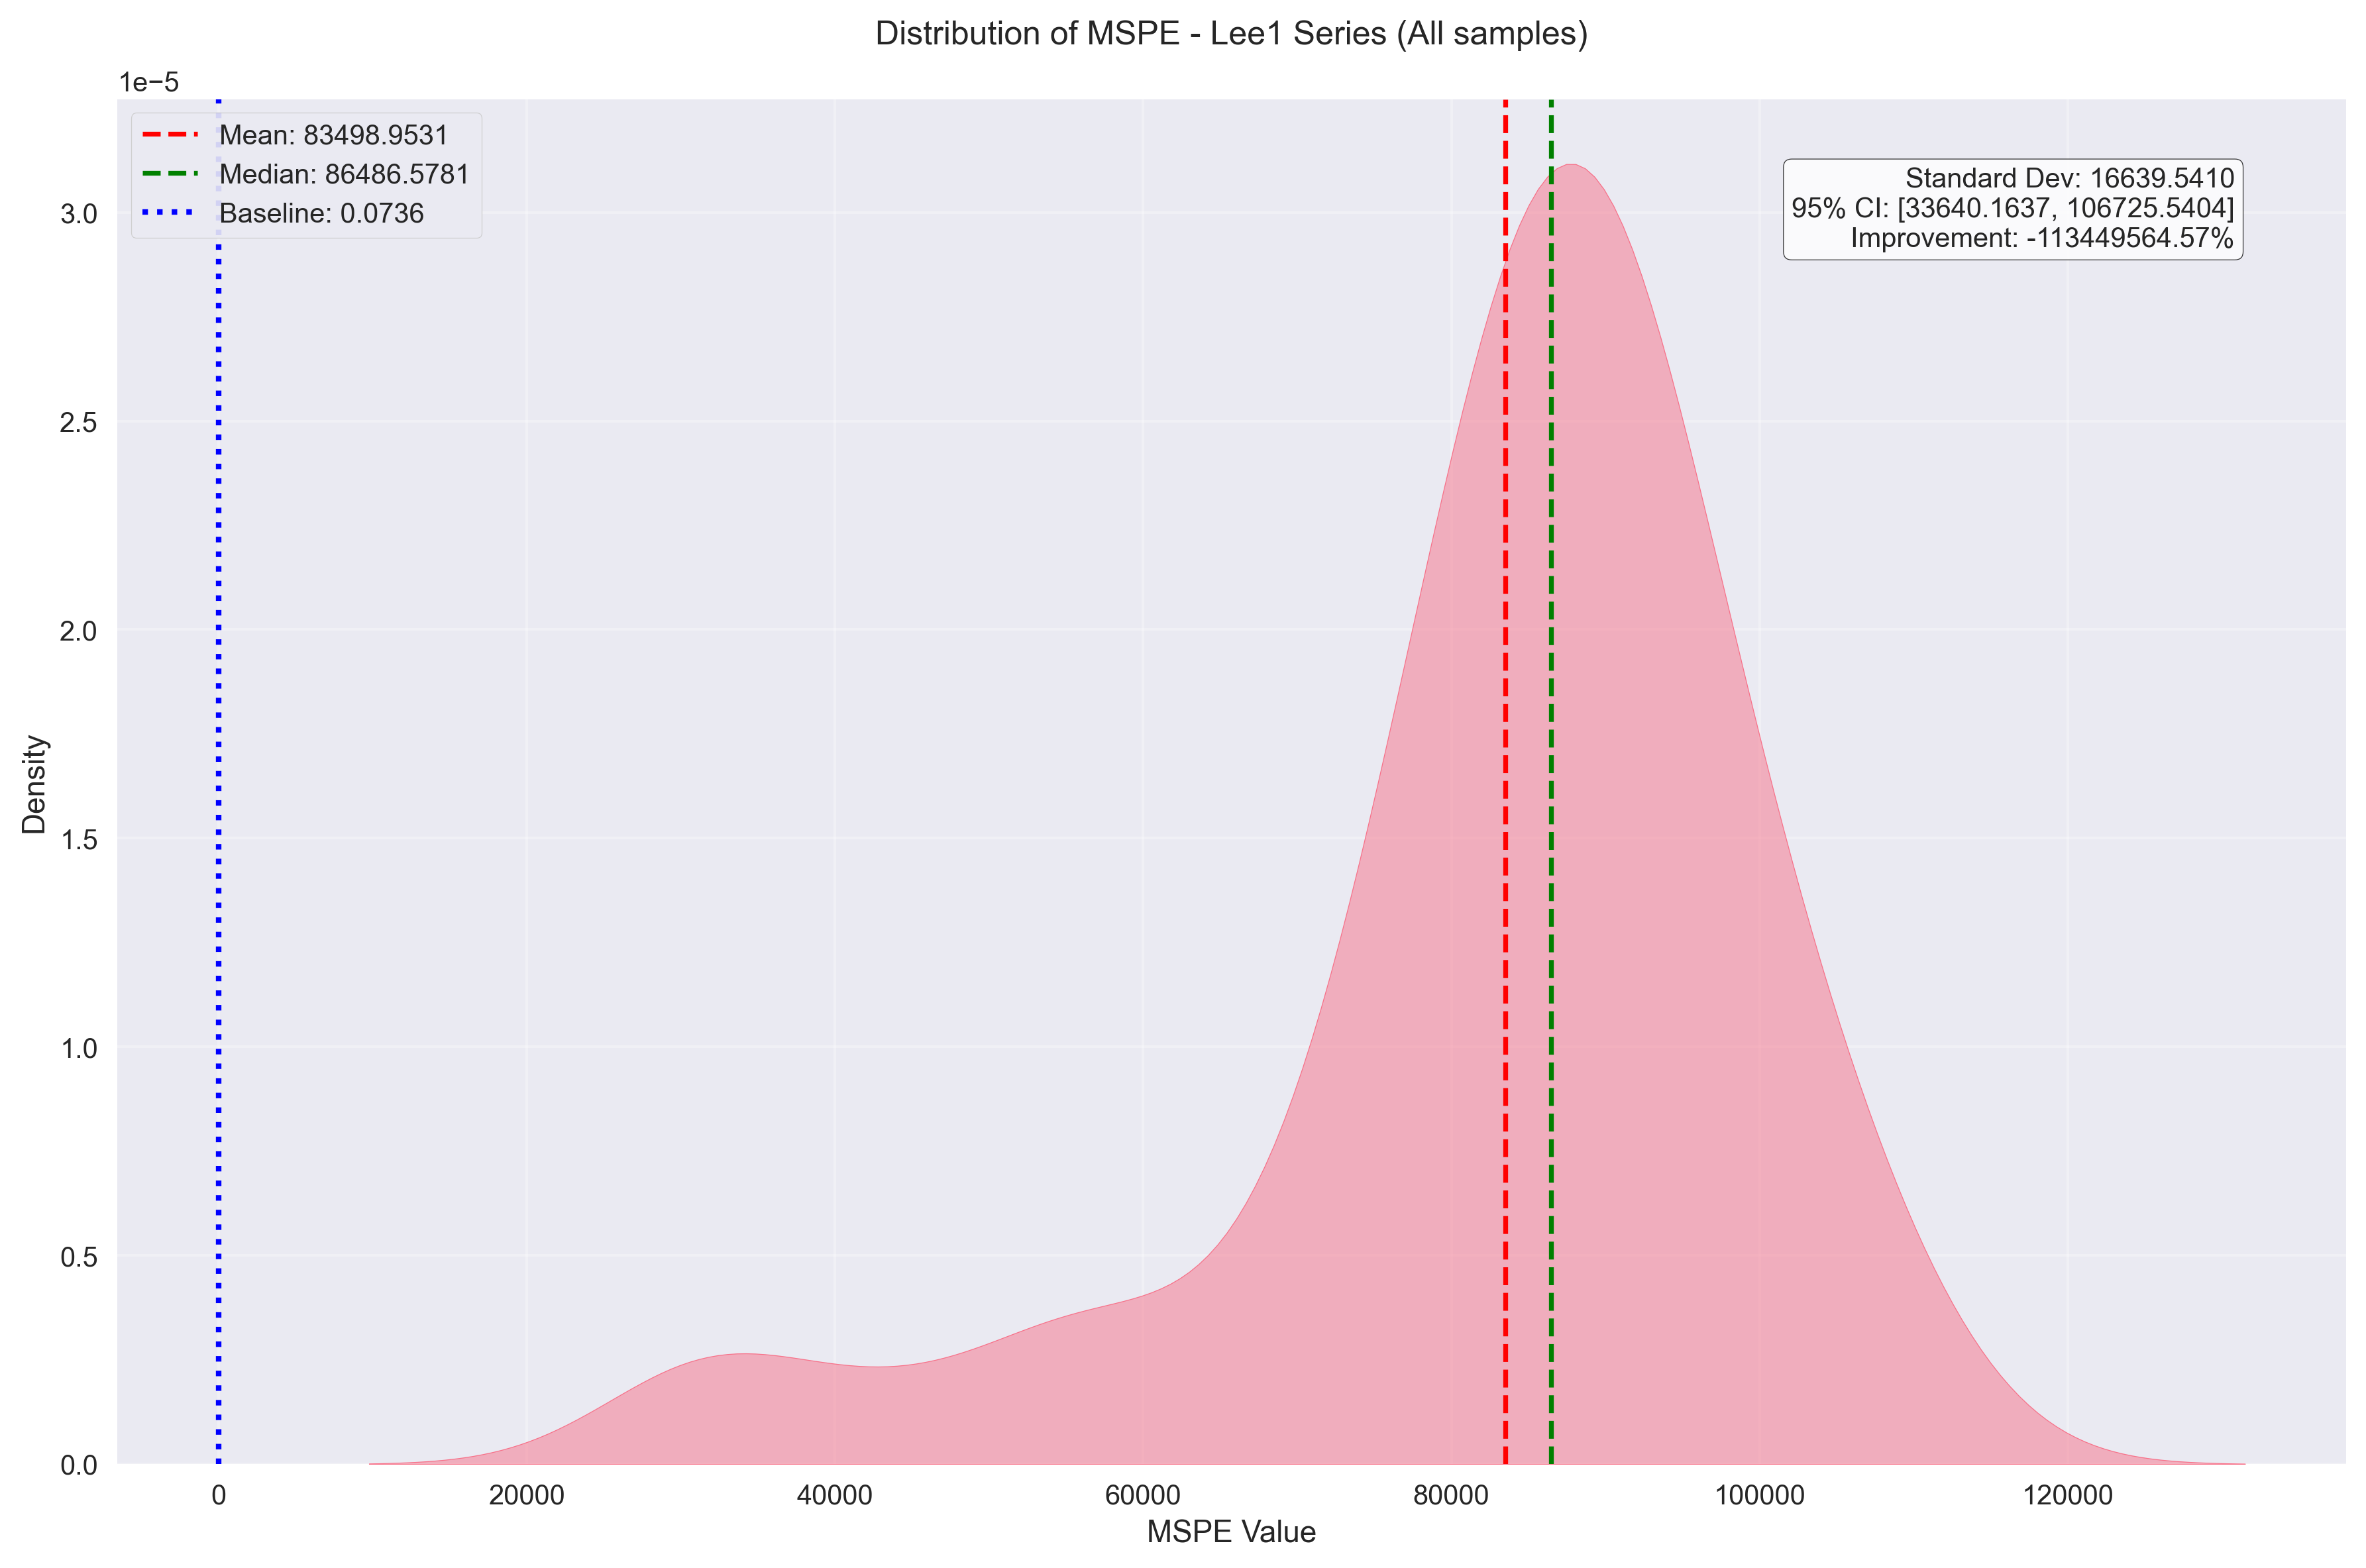 Distribution of MSPE - Lee1 Series (All samples)
1e−5
Mean: 83498.9531
Median: 86486.5781
Baseline: 0.0736
Standard Dev: 16639.5410
95% CI: [33640.1637, 106725.5404]
Improvement: -113449564.57%
3.0
2.5
2.0
1.5
1.0
0.5
0.0
Density
0 20000 40000 60000 80000 100000 120000
MSPE Value